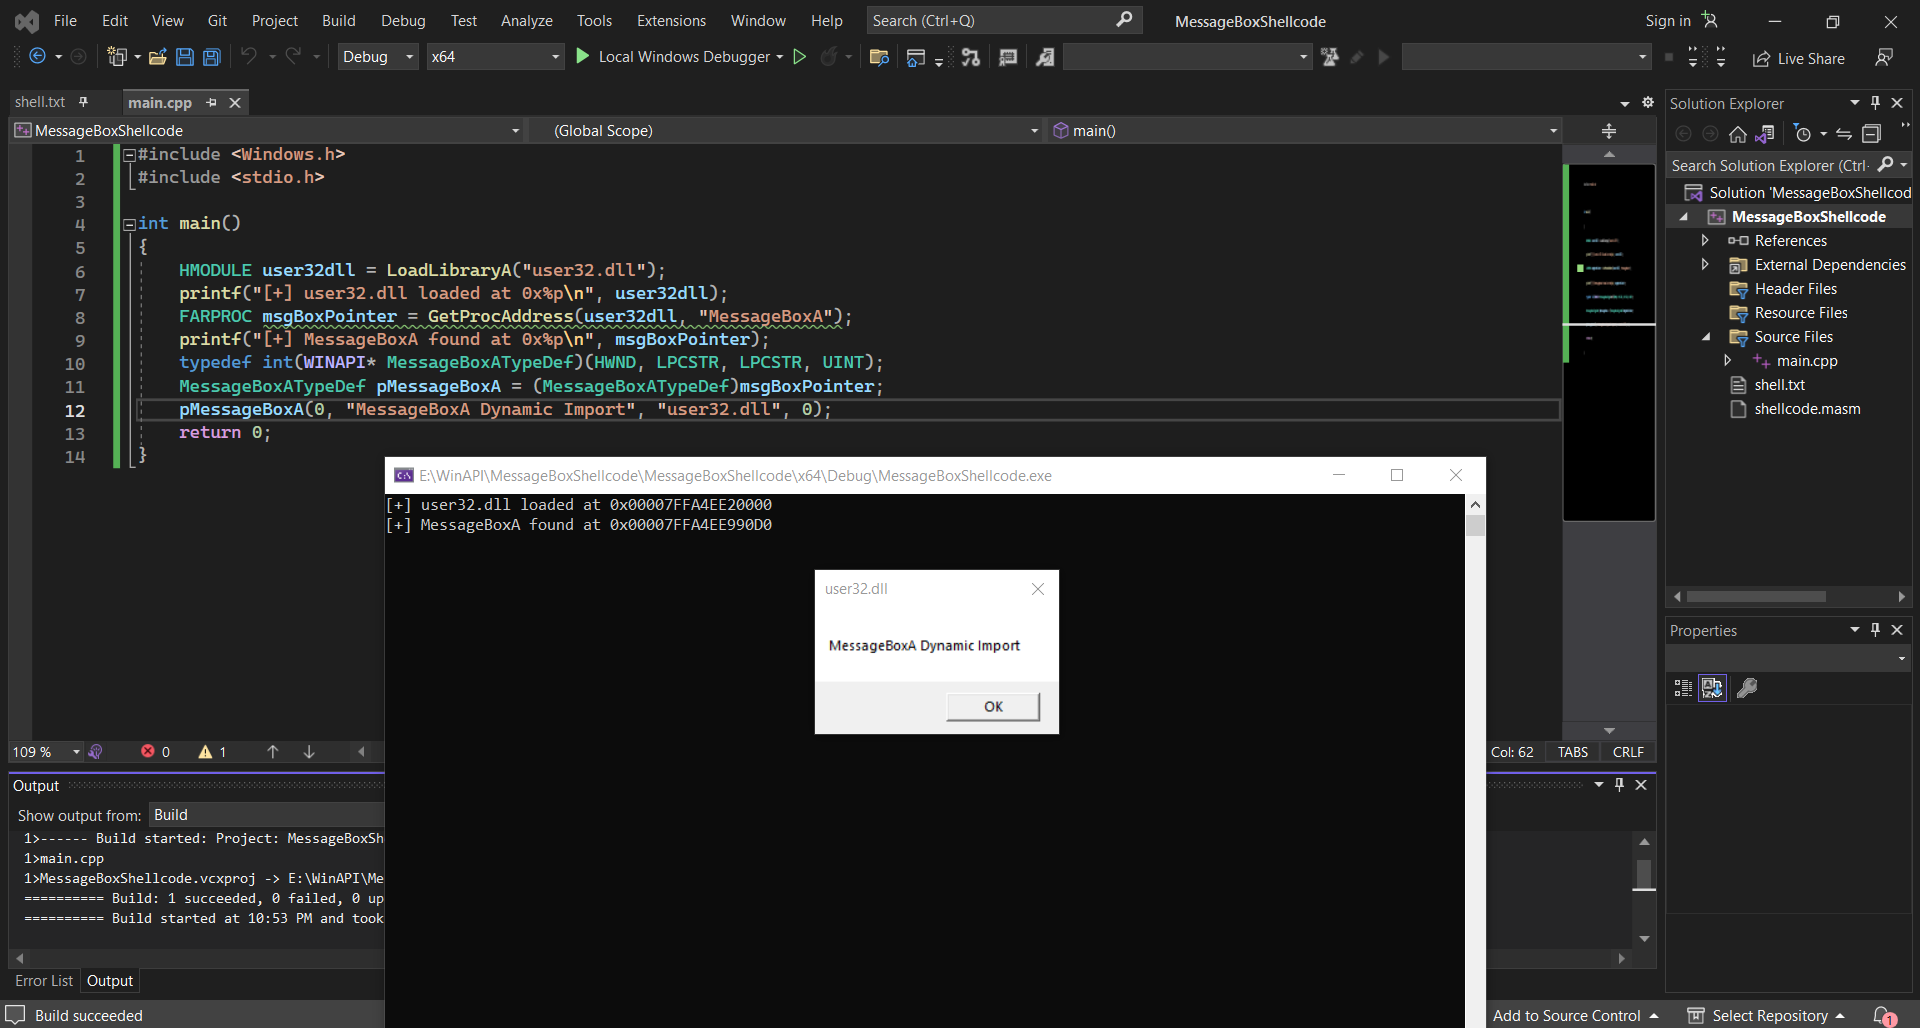 File Edit View Git Project Build Debug Test Analyze Tools Extensions Window Help Search (Ctrl+Q) MessageBoxShellcode Sign in
Debug x64 Local Windows Debugger Live Share
shell.txt main.cpp
MessageBoxShellcode (Global Scope) main()
1 #include <Windows.h>
2 #include <stdio.h>
3
4 int main()
5 {
6 HMODULE user32dll = LoadLibraryA("user32.dll");
7 printf("[+] user32.dll loaded at 0x%p\n", user32dll);
8 FARPROC msgBoxPointer = GetProcAddress(user32dll, "MessageBoxA");
9 printf("[+] MessageBoxA found at 0x%p\n", msgBoxPointer);
10 typedef int(WINAPI* MessageBoxATypeDef)(HWND, LPCSTR, LPCSTR, UINT);
11 MessageBoxATypeDef pMessageBoxA = (MessageBoxATypeDef)msgBoxPointer;
12 pMessageBoxA(0, "MessageBoxA Dynamic Import", "user32.dll", 0);
13 return 0;
14 }
E:\WinAPI\MessageBoxShellcode\MessageBoxShellcode\x64\Debug\MessageBoxShellcode.exe
[+] user32.dll loaded at 0x00007FFA4EE20000
[+] MessageBoxA found at 0x00007FFA4EE990D0
user32.dll
MessageBoxA Dynamic Import
OK
109 % 0 1
Col: 62 TABS CRLF
Output
Show output from: Build
1>------ Build started: Project: MessageBoxSh
1>main.cpp
1>MessageBoxShellcode.vcxproj -> E:\WinAPI\Me
========== Build: 1 succeeded, 0 failed, 0 up
========== Build started at 10:53 PM and took
Error List Output
Build succeeded
Add to Source Control Select Repository 1
Solution Explorer
Search Solution Explorer (Ctrl-
Solution 'MessageBoxShellcod
MessageBoxShellcode
References
External Dependencies
Header Files
Resource Files
Source Files
main.cpp
shell.txt
shellcode.masm
Properties